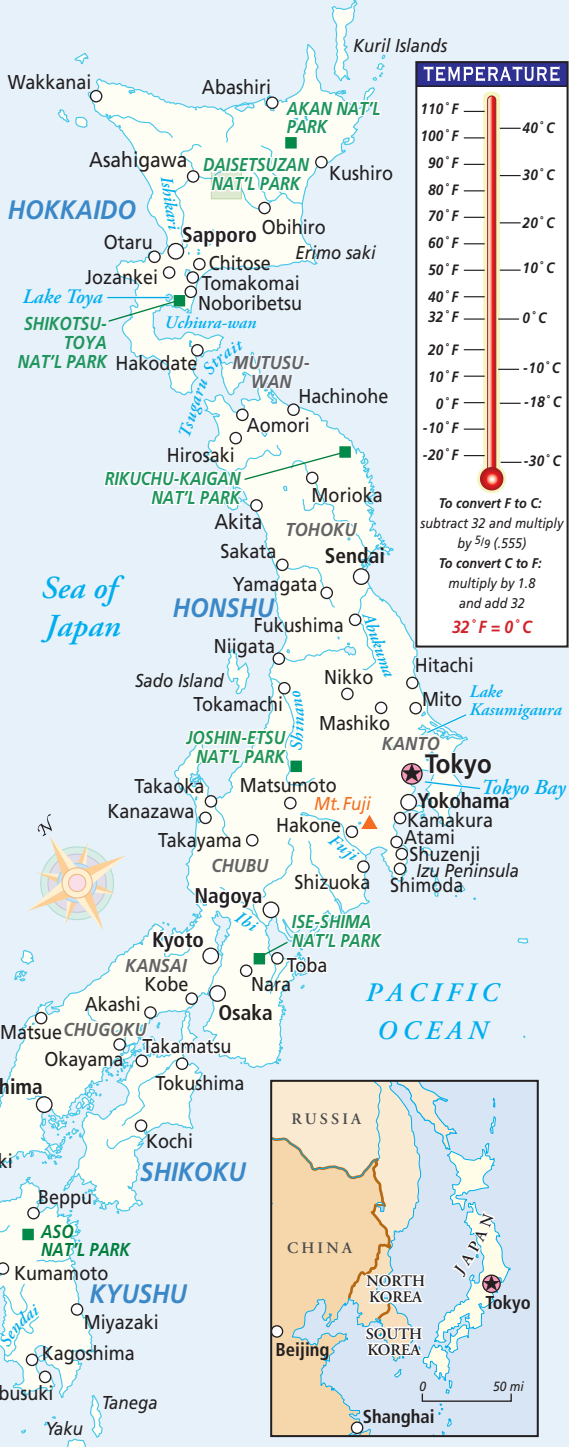 Kuril Islands
Wakkanai
Abashiri
AKAN NAT'L
PARK
Asahigawa
DAISETSUZAN
NAT'L PARK
Kushiro
Ishikari
HOKKAIDO
Obihiro
Sapporo
Otaru
Erimo saki
Chitose
Jozankei
Tomakomai
Lake Toya
Noboribetsu
SHIKOTSU-
TOYA
NAT'L PARK
Uchiura-wan
Hakodate
Tsugaru Strait
MUTUSU-
WAN
Hachinohe
Aomori
Hirosaki
RIKUCHU-KAIGAN
NAT'L PARK
Morioka
Akita
TOHOKU
Sakata
Sendai
Yamagata
Sea of
Japan
HONSHU
Fukushima
Abukuma
Niigata
Hitachi
Sado Island
Nikko
Tokamachi
Mito
Lake
Kasumigaura
Shinano
Mashiko
JOSHIN-ETSU
NAT'L PARK
KANTO
Tokyo
Tokyo Bay
Takaoka
Matsumoto
Mt. Fuji
Yokohama
Kanazawa
Kamakura
Hakone
Takayama
Fuji
Atami
Shuzenji
CHUBU
Izu Peninsula
Shizuoka
Shimoda
Nagoya
Ibi
ISE-SHIMA
NAT'L PARK
Kyoto
KANSAI
Toba
Kobe
Nara
Akashi
Osaka
PACIFIC
OCEAN
Matsue
CHUGOKU
Okayama
Takamatsu
Tokushima
hima
Kochi
ki
SHIKOKU
Beppu
ASO
NAT'L PARK
Kumamoto
KYUSHU
Miyazaki
Sendai
Kagoshima
busuki
Tanega
Yaku
N
TEMPERATURE
110˚F
40˚C
100˚F
90˚F
30˚C
80˚F
70˚F
20˚C
60˚F
50˚F
10˚C
40˚F
32˚F
0˚C
20˚F
-10˚C
10˚F
0˚F
-18˚C
-10˚F
-20˚F
-30˚C
To convert F to C:
subtract 32 and multiply
by 5/9 (.555)
To convert C to F:
multiply by 1.8
and add 32
32˚F = 0˚C
RUSSIA
CHINA
JAPAN
NORTH
KOREA
Tokyo
SOUTH
KOREA
Beijing
0
50 mi
Shanghai